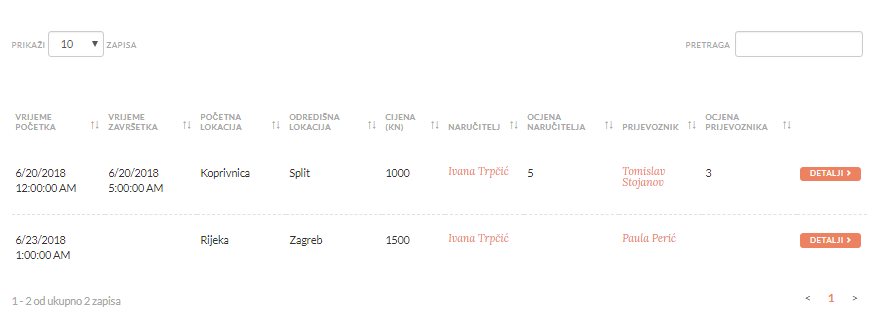 PRIKAŽI 10 ZAPISA PRETRAGA
VRIJEME POČETKA VRIJEME ZAVRŠETKA POČETNA LOKACIJA ODREDIŠNA LOKACIJA CIJENA (KN) NARUČITELJ OCJENA NARUČITELJA PRIJEVOZNIK OCJENA PRIJEVOZNIKA
6/20/2018 12:00:00 AM 6/20/2018 5:00:00 AM Koprivnica Split 1000 Ivana Trpčić 5 Tomislav Stojanov 3 DETALJI >
6/23/2018 1:00:00 AM Rijeka Zagreb 1500 Ivana Trpčić Paula Perić DETALJI >
1 - 2 od ukupno 2 zapisa < 1 >